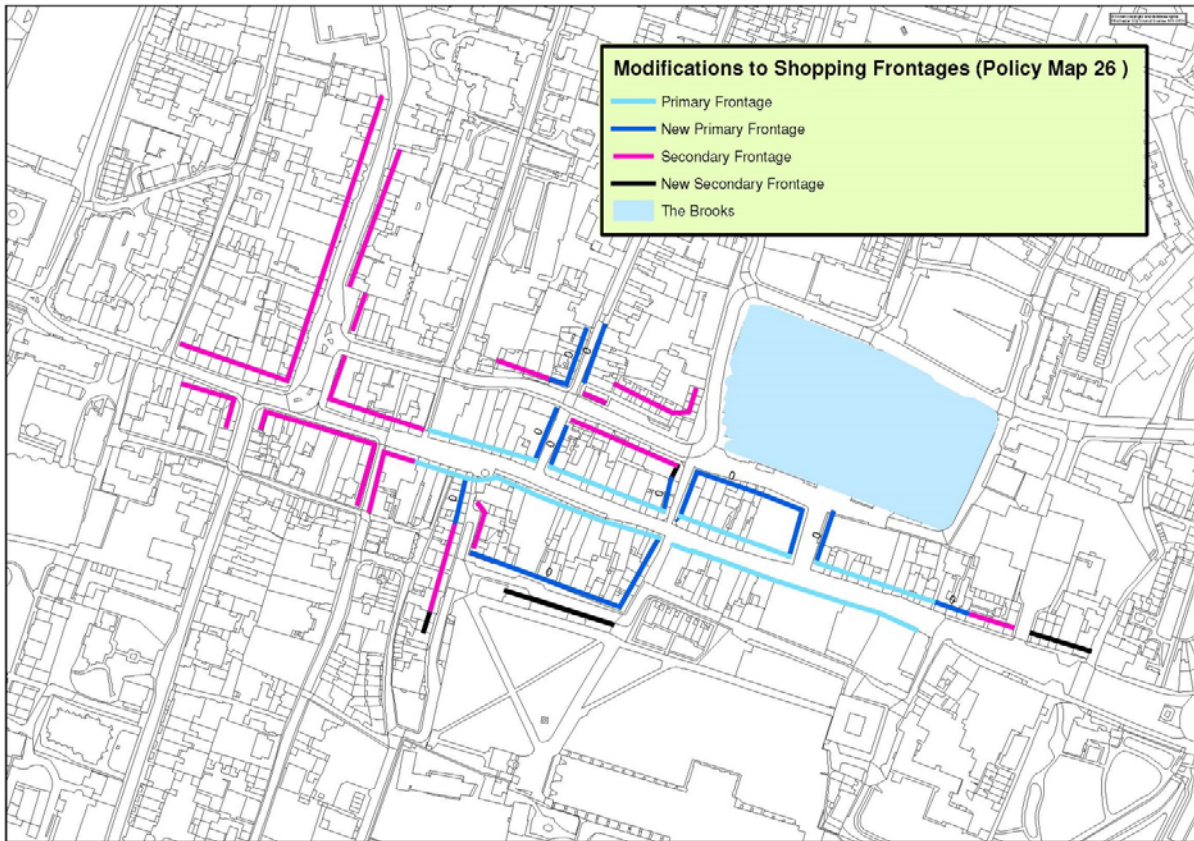 Modifications to Shopping Frontages (Policy Map 26 )
Primary Frontage
New Primary Frontage
Secondary Frontage
New Secondary Frontage
The Brooks